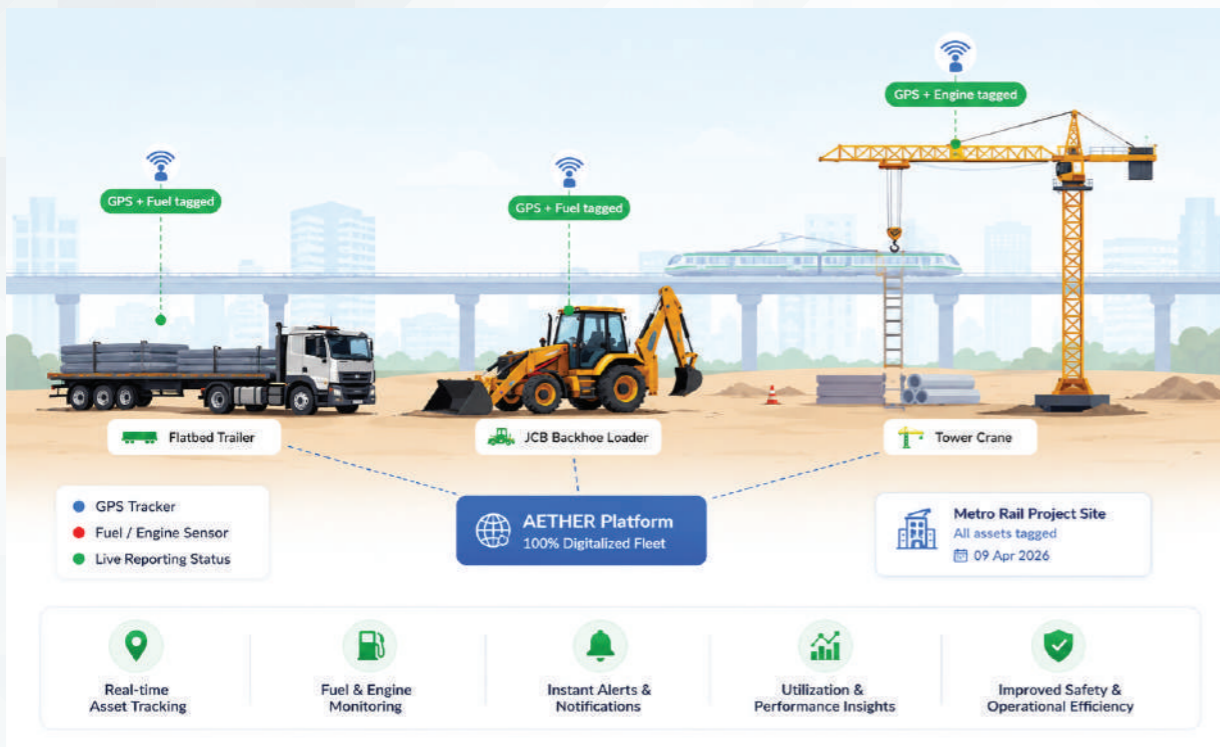 GPS + Engine tagged
GPS + Fuel tagged
GPS + Fuel tagged
Flatbed Trailer
JCB Backhoe Loader
Tower Crane
GPS Tracker
Fuel / Engine Sensor
Live Reporting Status
AETHER Platform
100% Digitalized Fleet
Metro Rail Project Site
All assets tagged
09 Apr 2026
Real-time
Asset Tracking
Fuel & Engine
Monitoring
Instant Alerts &
Notifications
Utilization &
Performance Insights
Improved Safety &
Operational Efficiency